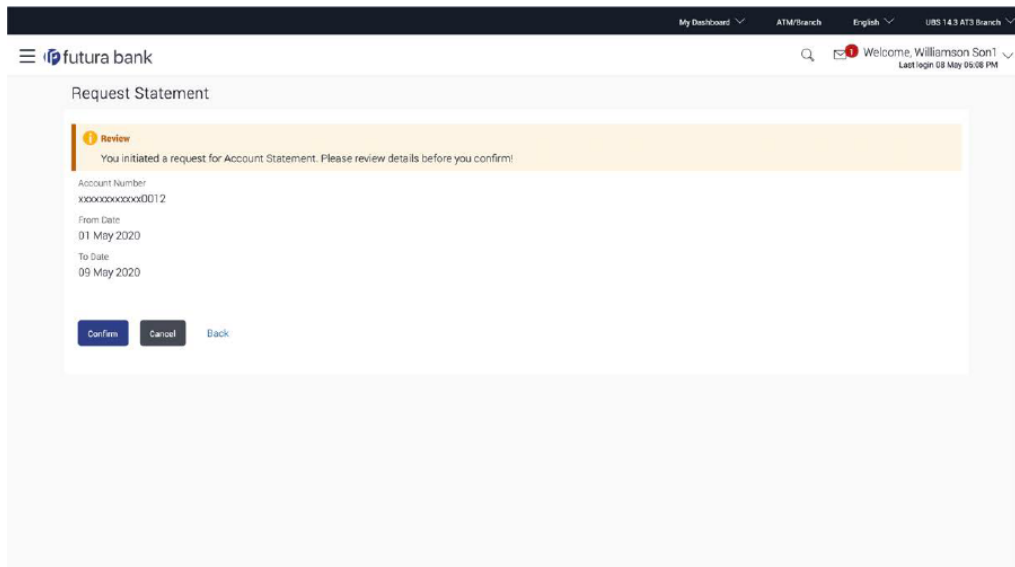 My Dashboard ATM/Branch English UBS 14.3 AT3 Branch
futura bank 1 Welcome, Williamson Son1
Last login 08 May 05:08 PM
Request Statement
Review
You initiated a request for Account Statement. Please review details before you confirm!
Account Number
xxxxxxxxxxxx0012
From Date
01 May 2020
To Date
09 May 2020
Confirm Cancel Back